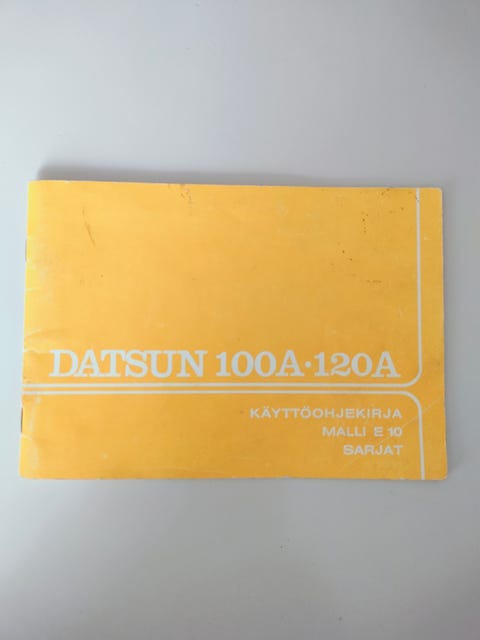 DATSUN 100A·120A
KÄYTTÖOHJEKIRJA
MALLI E 10
SARJAT